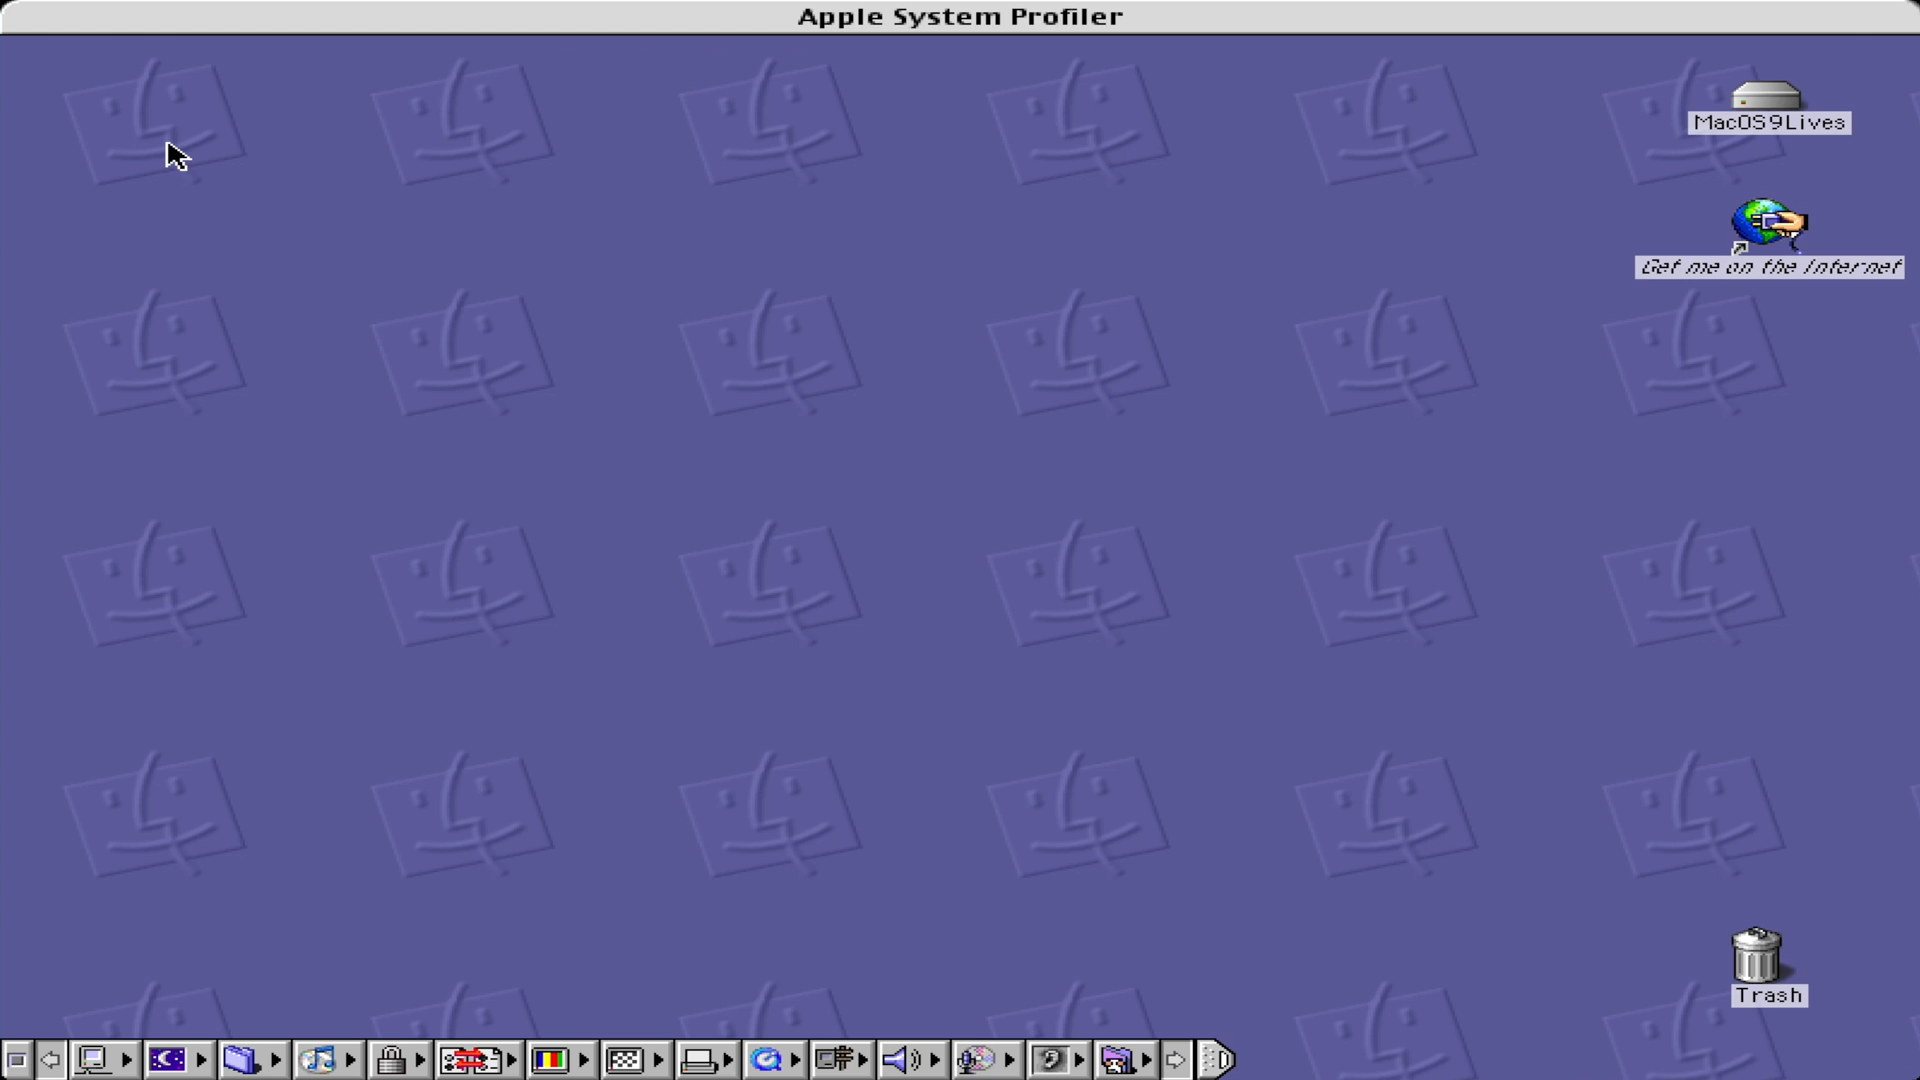 Apple System Profiler
MacOS9Lives
Get me on the Internet
Trash